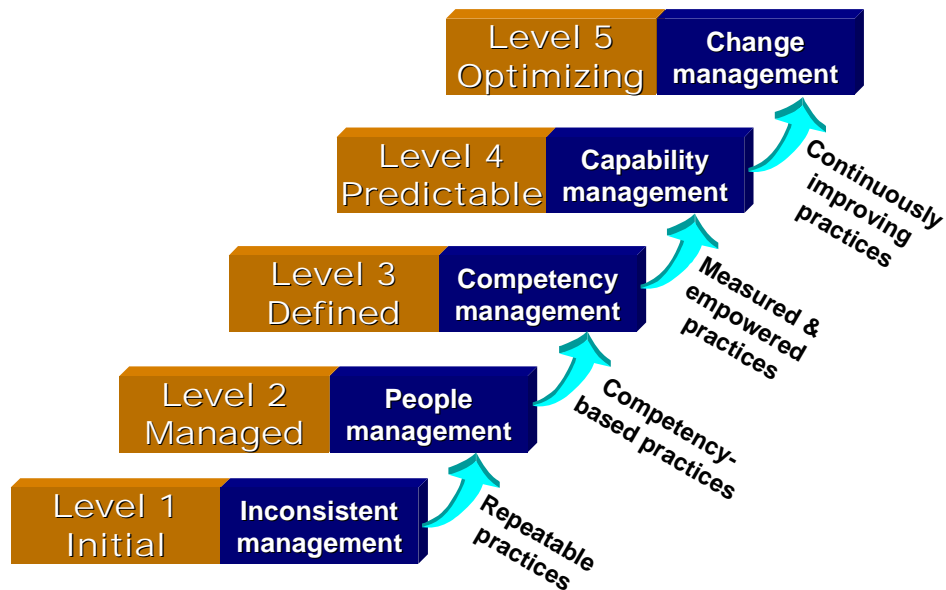 Level 5
Optimizing
Change
management
Level 4
Predictable
Capability
management
Continuously
improving
practices
Level 3
Defined
Competency
management
Measured &
empowered
practices
Level 2
Managed
People
management
Competency-
based practices
Level 1
Initial
Inconsistent
management
Repeatable
practices